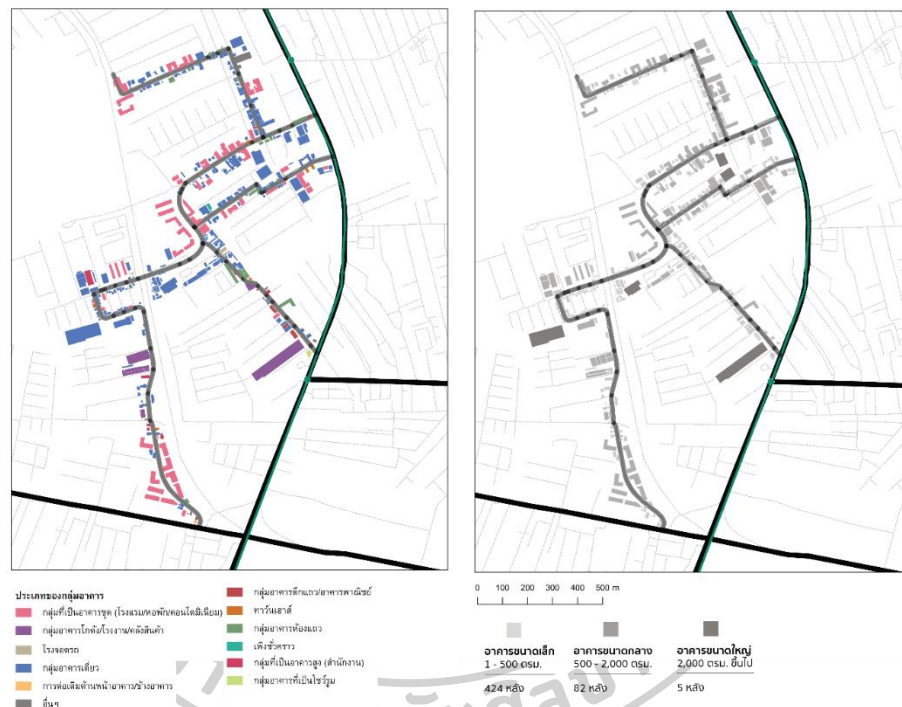 ประเภทของกลุ่มอาคาร
กลุ่มที่เป็นอาคารชุด (โรงแรม/หอพัก/คอนโดมิเนียม)
กลุ่มอาคารโกดัง/โรงงาน/คลังสินค้า
โรงจอดรถ
กลุ่มอาคารเดี่ยว
การต่อเติมด้านหน้าอาคาร/ข้างอาคาร
อื่นๆ
กลุ่มอาคารตึกแถว/อาคารพาณิชย์
ทาวน์เฮาส์
กลุ่มอาคารห้องแถว
เพิงชั่วคราว
กลุ่มที่เป็นอาคารสูง (สำนักงาน)
กลุ่มอาคารที่เป็นโชว์รูม
0 100 200 300 400 500 m
อาคารขนาดเล็ก
1 - 500 ตรม.
424 หลัง
อาคารขนาดกลาง
500 - 2,000 ตรม.
82 หลัง
อาคารขนาดใหญ่
2,000 ตรม. ขึ้นไป
5 หลัง